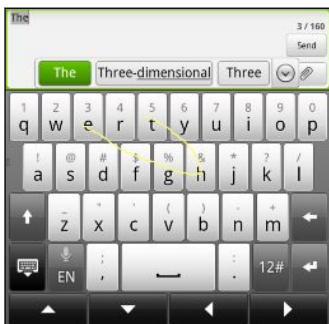 The
3 / 160
Send
The Three-dimensional Three
1 2 3 4 5 6 7 8 9 0
q w e r t y u i o p
! @ # $ % & * ? /
a s d f g h j k l
_ " ' ( ) - +
z x c v b n m
EN ; , : . 12#